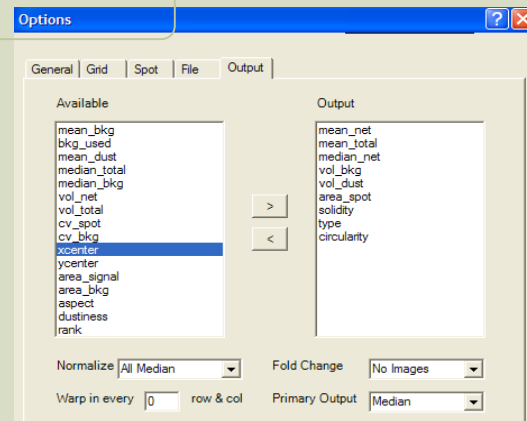 Options
General Grid Spot File Output
Available
mean_bkg
bkg_used
mean_dust
median_total
median_bkg
vol_net
vol_total
cv_spot
cv_bkg
xcenter
ycenter
area_signal
area_bkg
aspect
dustiness
rank
>
<
Output
mean_net
mean_total
median_net
vol_bkg
vol_dust
area_spot
solidity
type
circularity
Normalize All Median
Fold Change No Images
Warp in every 0 row & col
Primary Output Median